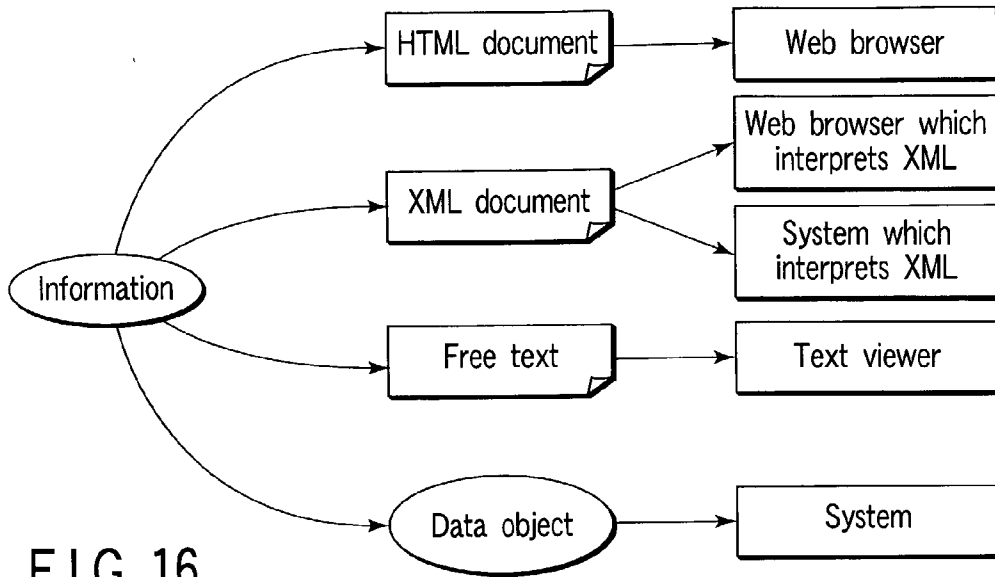 HTML document
Web browser
Web browser which
interprets XML
XML document
System which
interprets XML
Information
Free text
Text viewer
Data object
System
FIG. 16